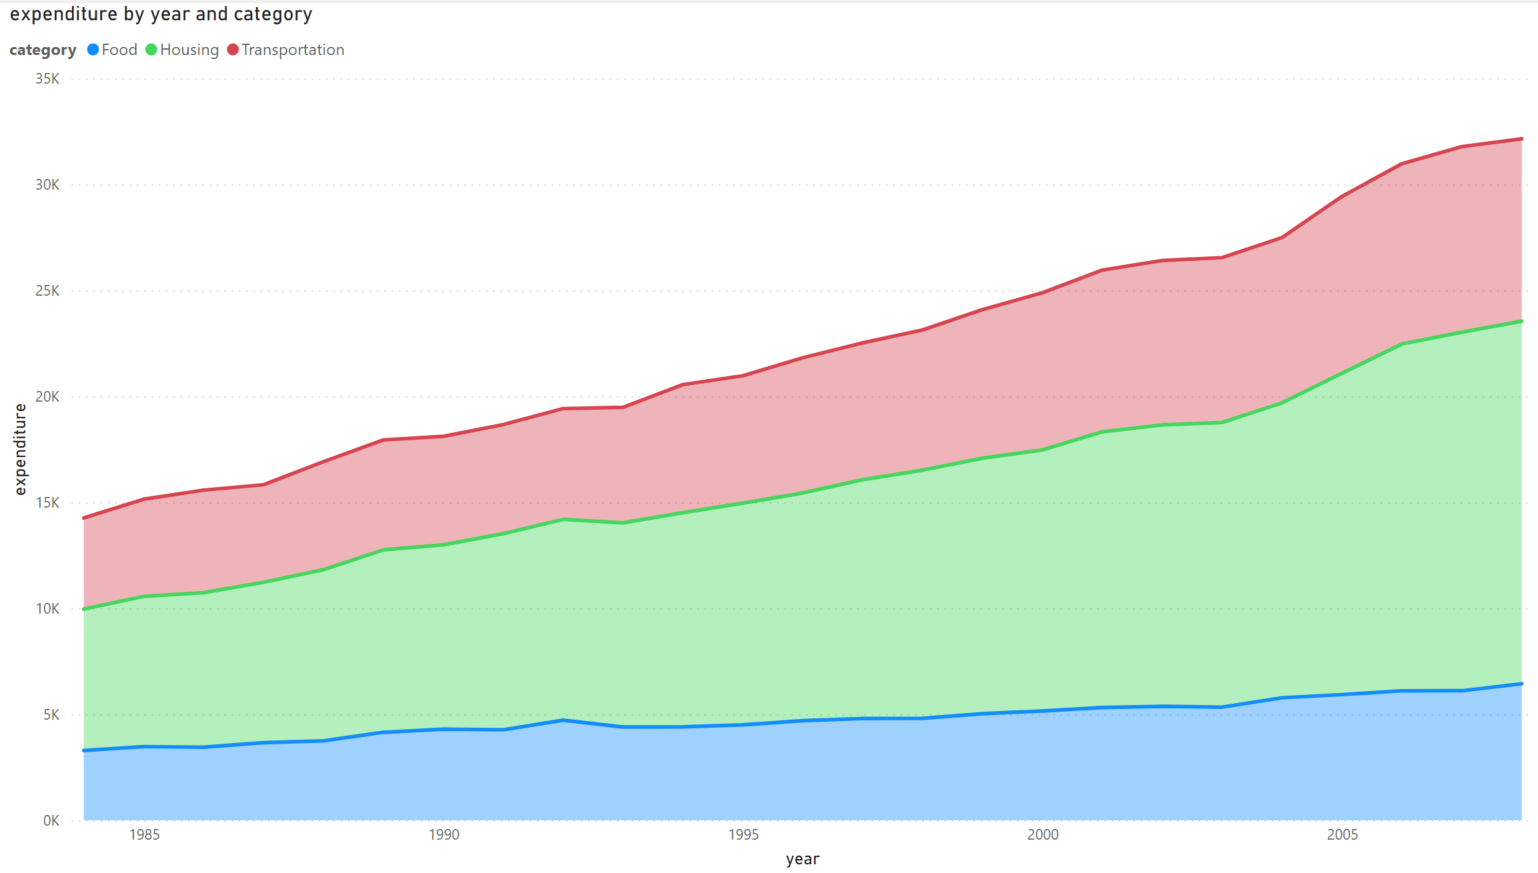 expenditure by year and category
category Food Housing Transportation
35K
30K
25K
20K
15K
10K
5K
0K
expenditure
1985 1990 1995 2000 2005
year